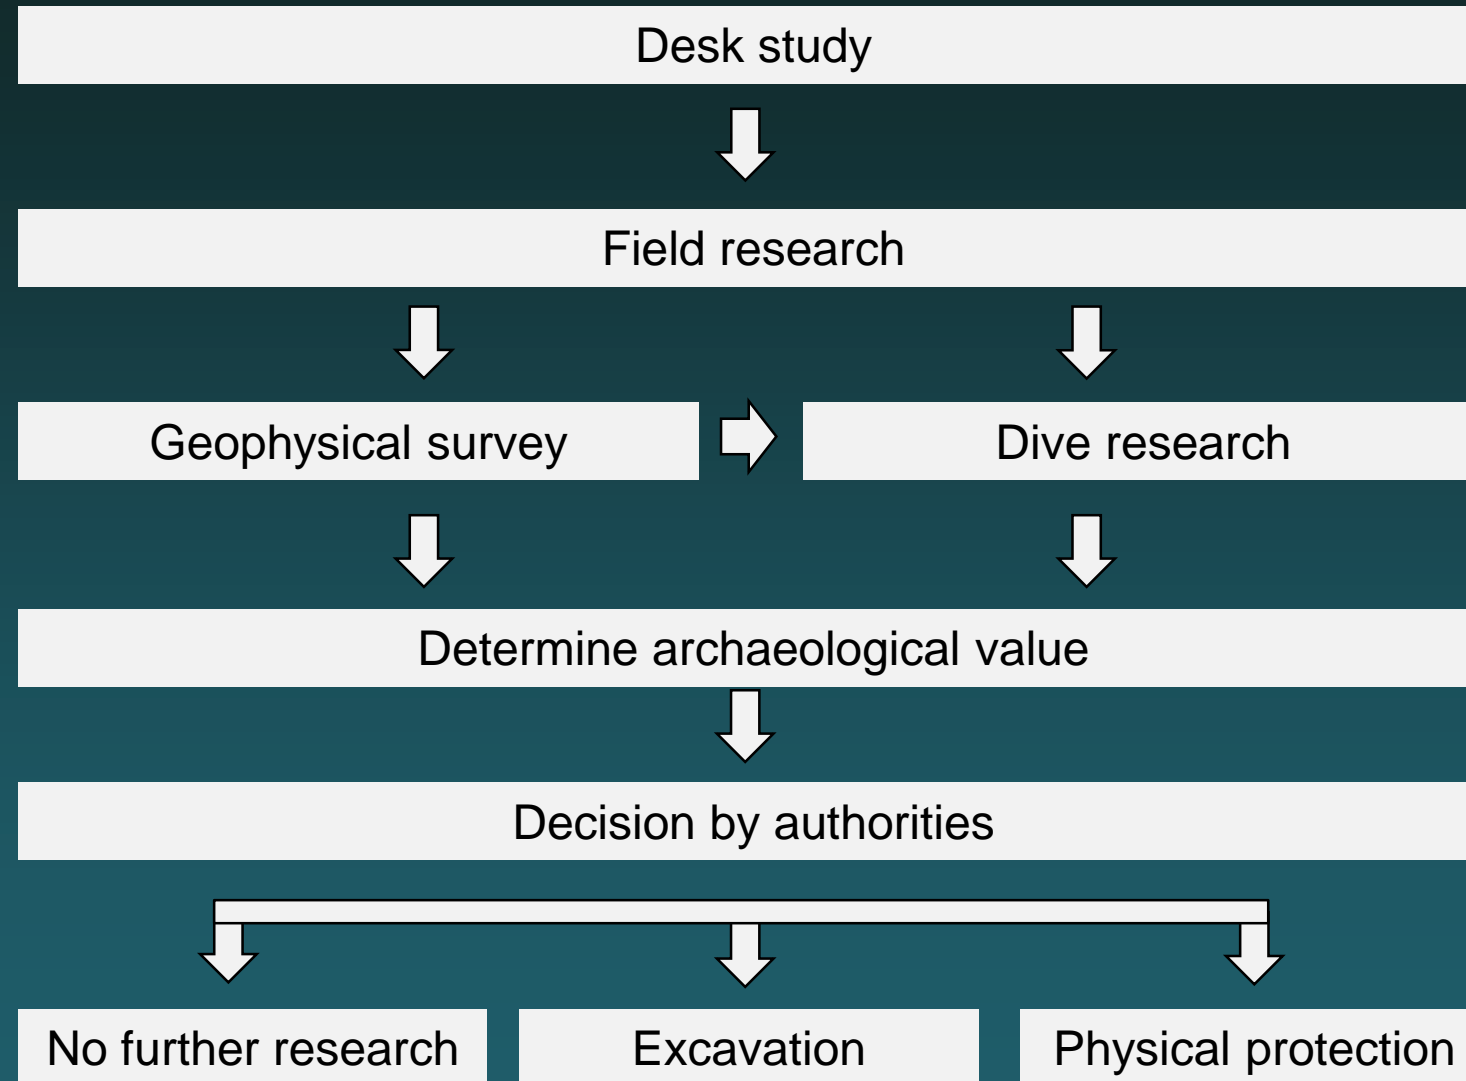 Desk study
Field research
Geophysical survey
Dive research
Determine archaeological value
Decision by authorities
No further research
Excavation
Physical protection